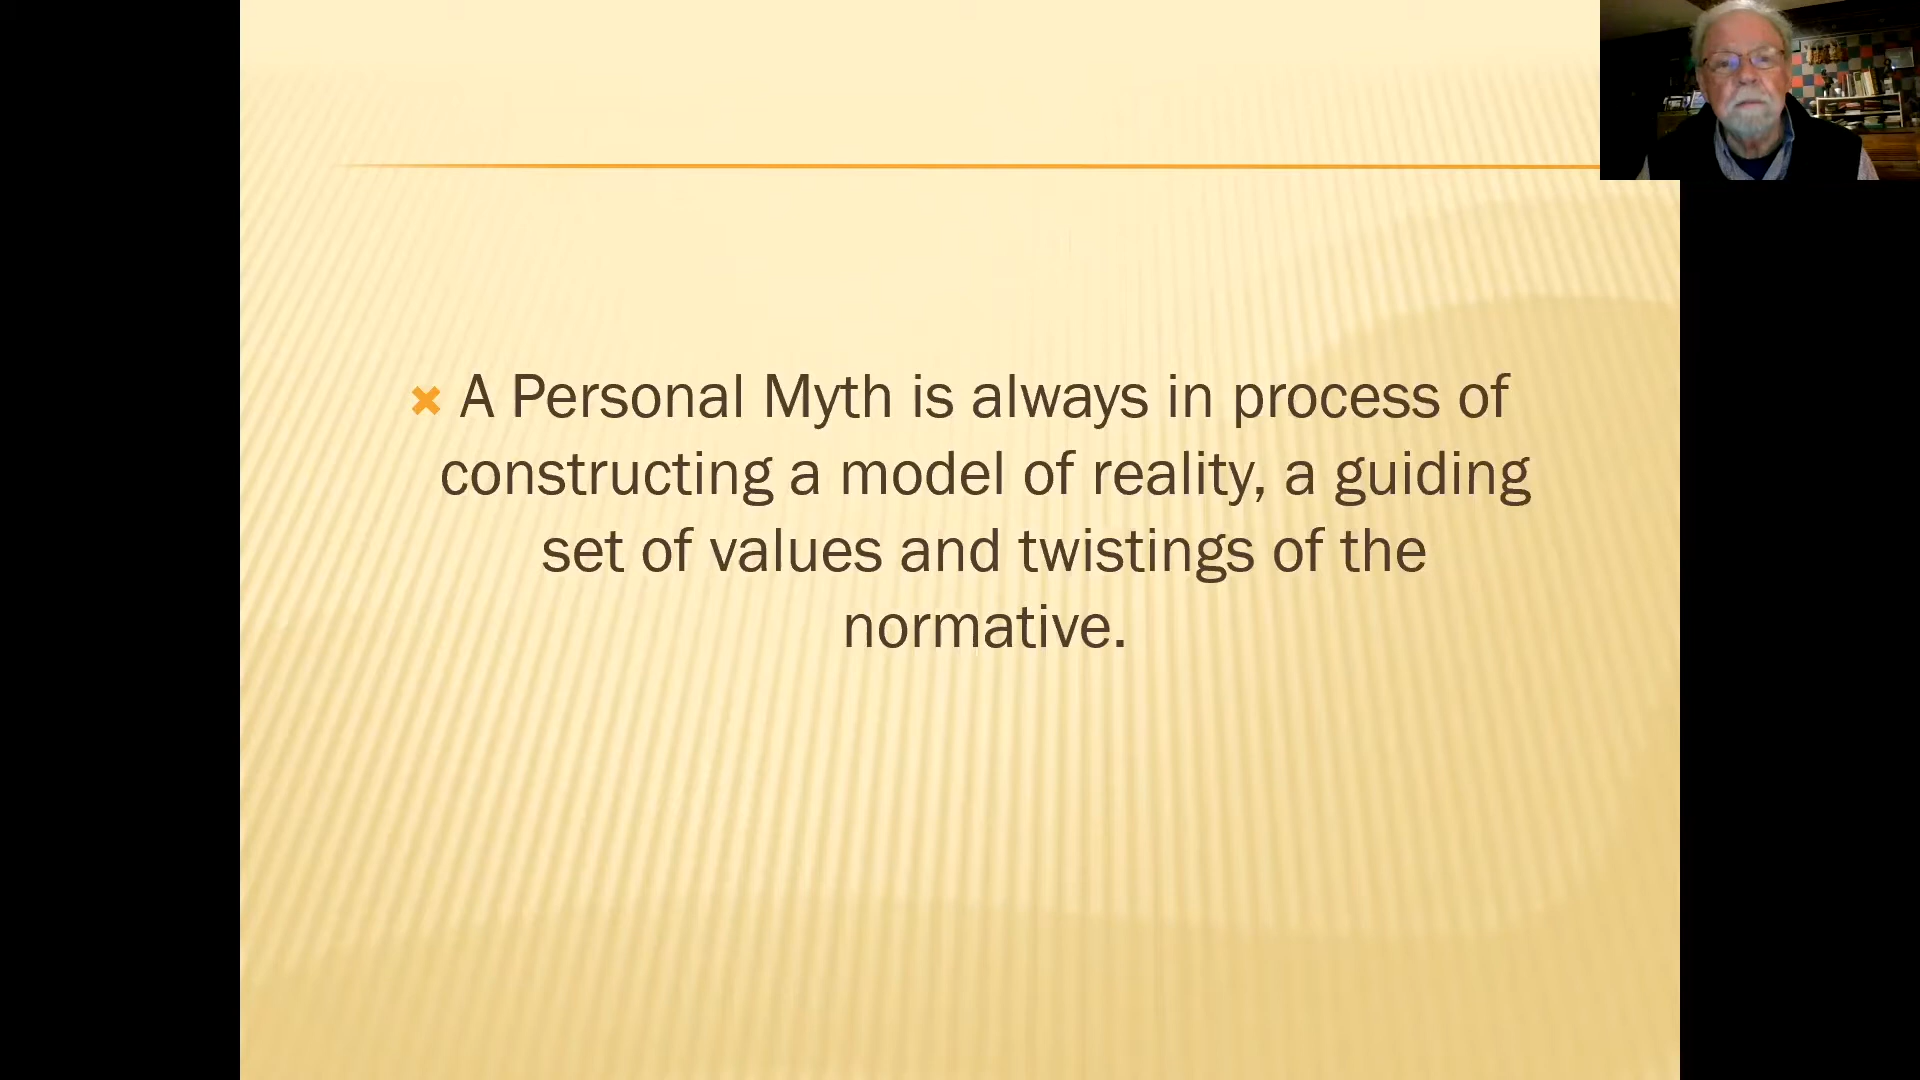 A Personal Myth is always in process of
constructing a model of reality, a guiding
set of values and twistings of the
normative.